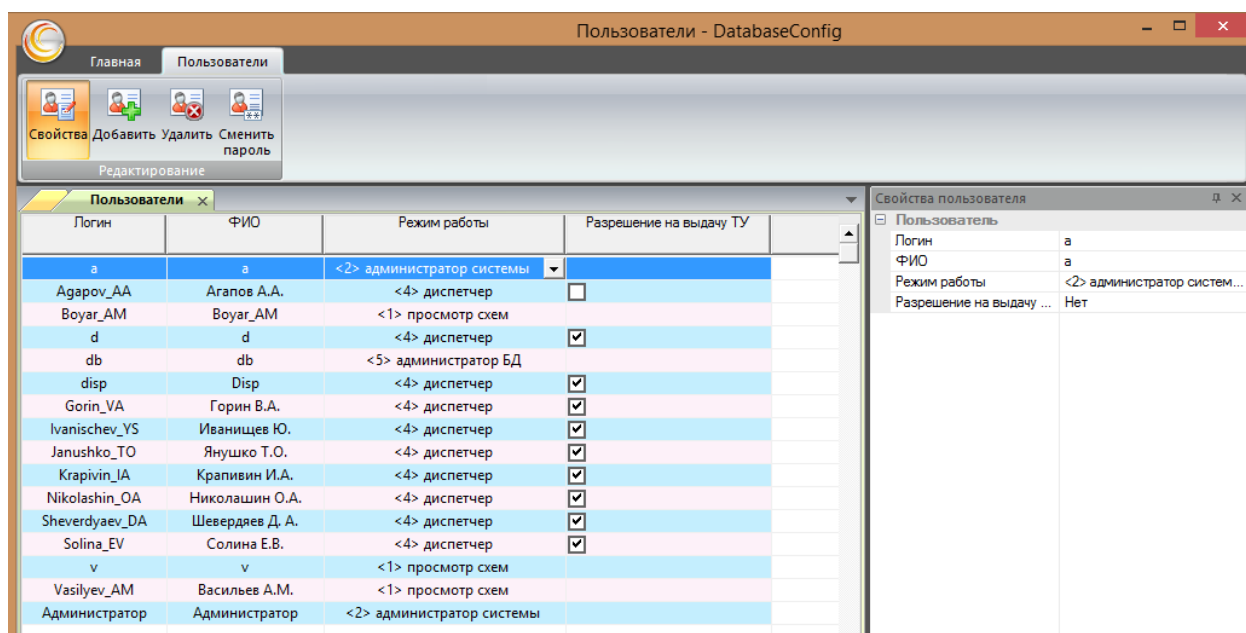 Пользователи - DatabaseConfig
Главная Пользователи
Свойства Добавить Удалить Сменить
пароль
Редактирование
Пользователи
Свойства пользователя
Логин ФИО Режим работы Разрешение на выдачу ТУ
Пользователь
Логин a
ФИО a
Режим работы <2> администратор систем...
Разрешение на выдачу ... Нет
a a <2> администратор системы
Agapov_AA Агапов А.А. <4> диспетчер
Boyar_AM Boyar_AM <1> просмотр схем
d d <4> диспетчер
db db <5> администратор БД
disp Disp <4> диспетчер
Gorin_VA Горин В.А. <4> диспетчер
Ivanischev_YS Иванищев Ю. <4> диспетчер
Janushko_TO Янушко Т.О. <4> диспетчер
Krapivin_IA Крапивин И.А. <4> диспетчер
Nikolashin_OA Николашин О.А. <4> диспетчер
Sheverdyaev_DA Шевердяев Д. А. <4> диспетчер
Solina_EV Солина Е.В. <4> диспетчер
v v <1> просмотр схем
Vasilyev_AM Васильев А.М. <1> просмотр схем
Администратор Администратор <2> администратор системы